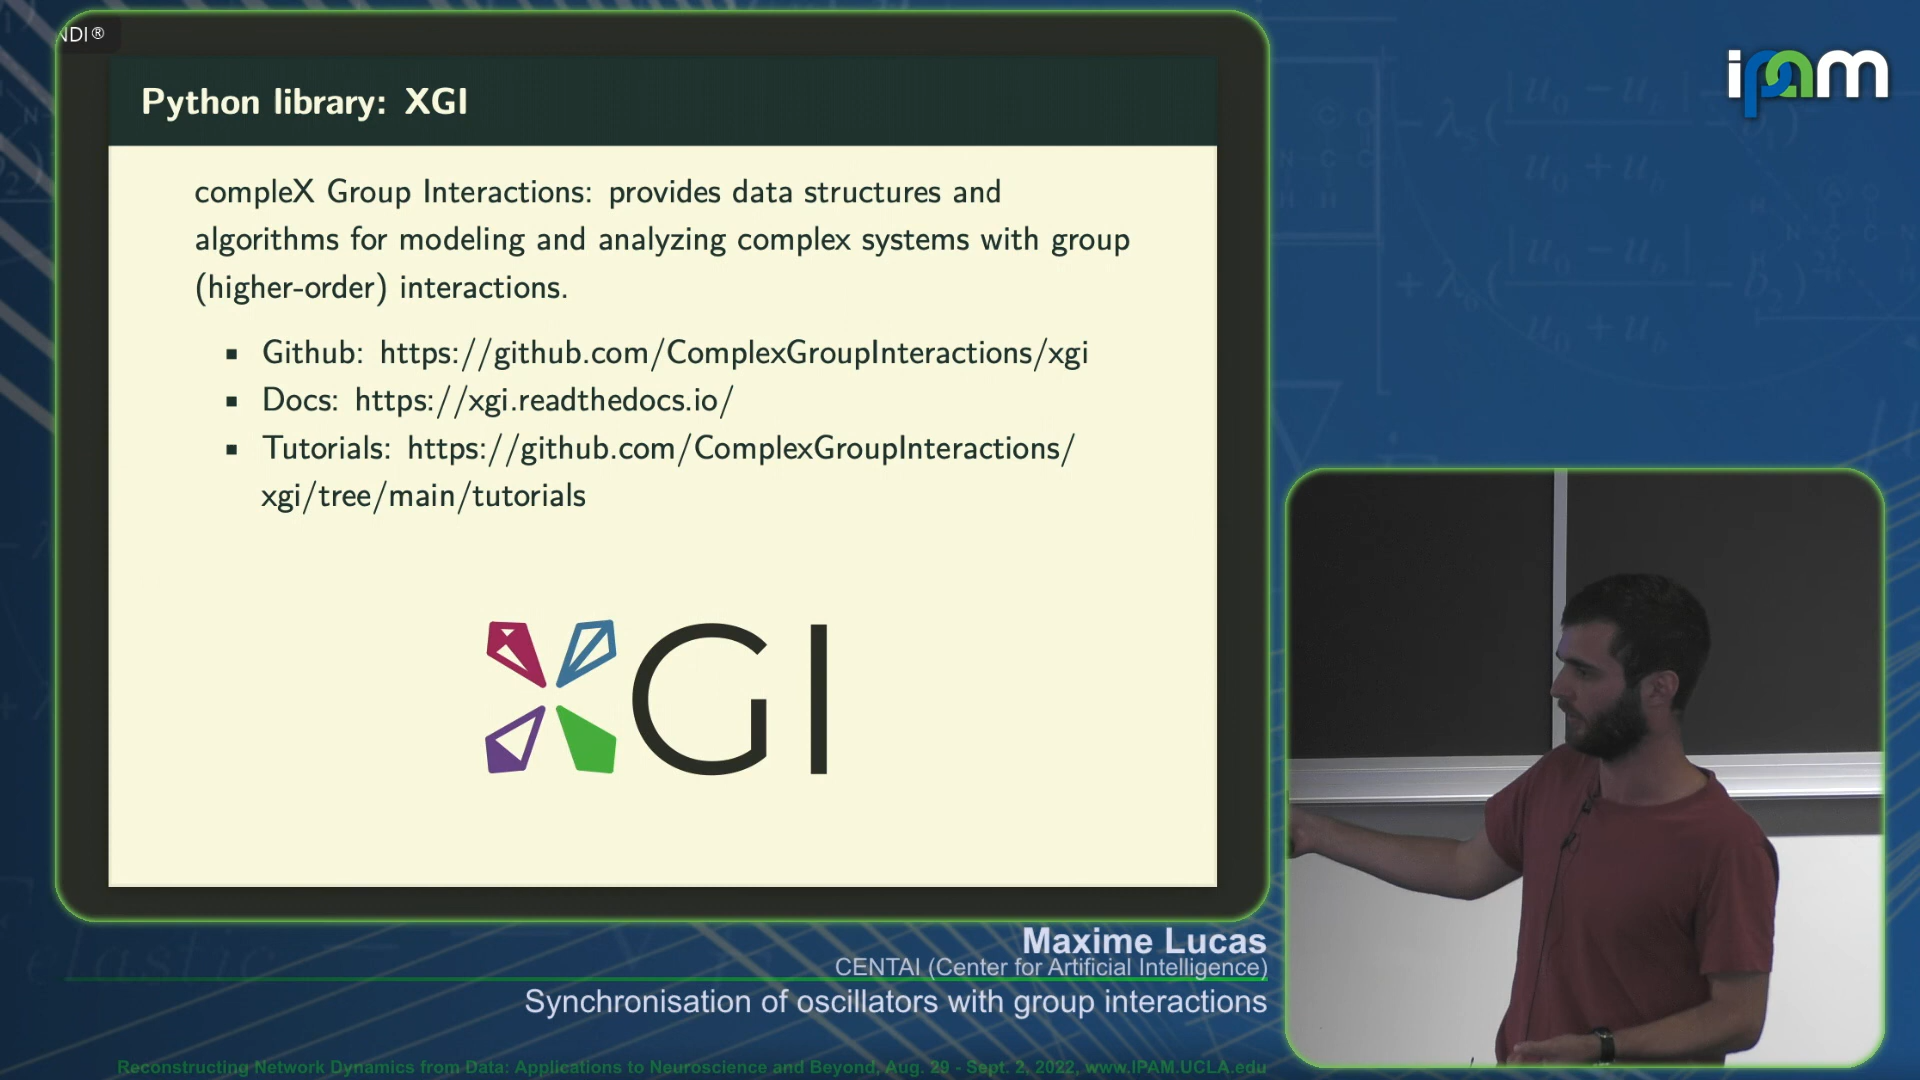 NDI®
Python library: XGI
compleX Group Interactions: provides data structures and
algorithms for modeling and analyzing complex systems with group
(higher-order) interactions.
▪ Github: https://github.com/ComplexGroupInteractions/xgi
▪ Docs: https://xgi.readthedocs.io/
▪ Tutorials: https://github.com/ComplexGroupInteractions/
xgi/tree/main/tutorials
XGI
ipam
Maxime Lucas
CENTAI (Center for Artificial Intelligence)
Synchronisation of oscillators with group interactions
Reconstructing Network Dynamics from Data: Applications to Neuroscience and Beyond, Aug. 29 - Sept. 2, 2022, www.IPAM.UCLA.edu